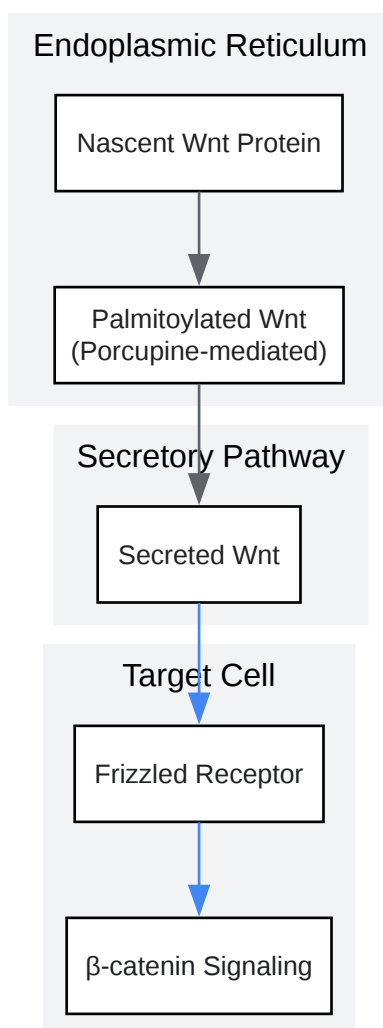 Endoplasmic Reticulum
Nascent Wnt Protein
Palmitoylated Wnt
(Porcupine-mediated)
Secretory Pathway
Secreted Wnt
Target Cell
Frizzled Receptor
β-catenin Signaling